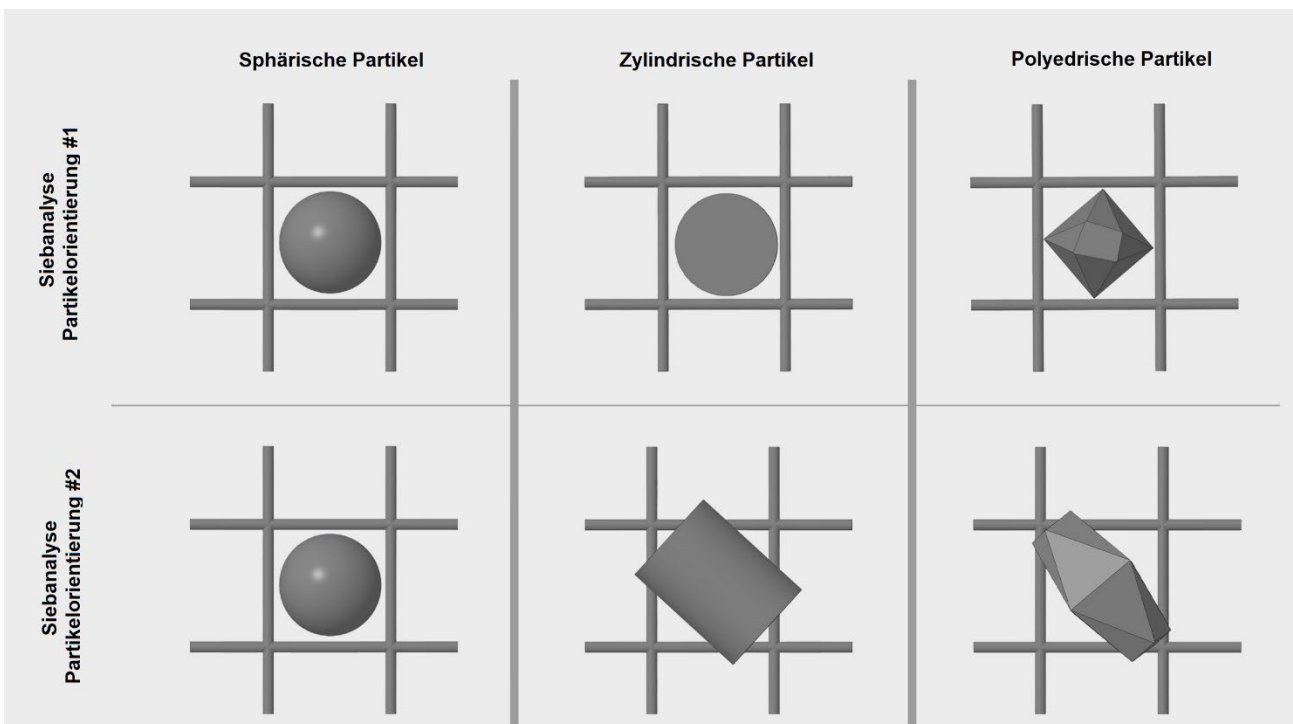 Sphärische Partikel
Zylindrische Partikel
Polyedrische Partikel
Siebanalyse
Partikelorientierung #1
Siebanalyse
Partikelorientierung #2